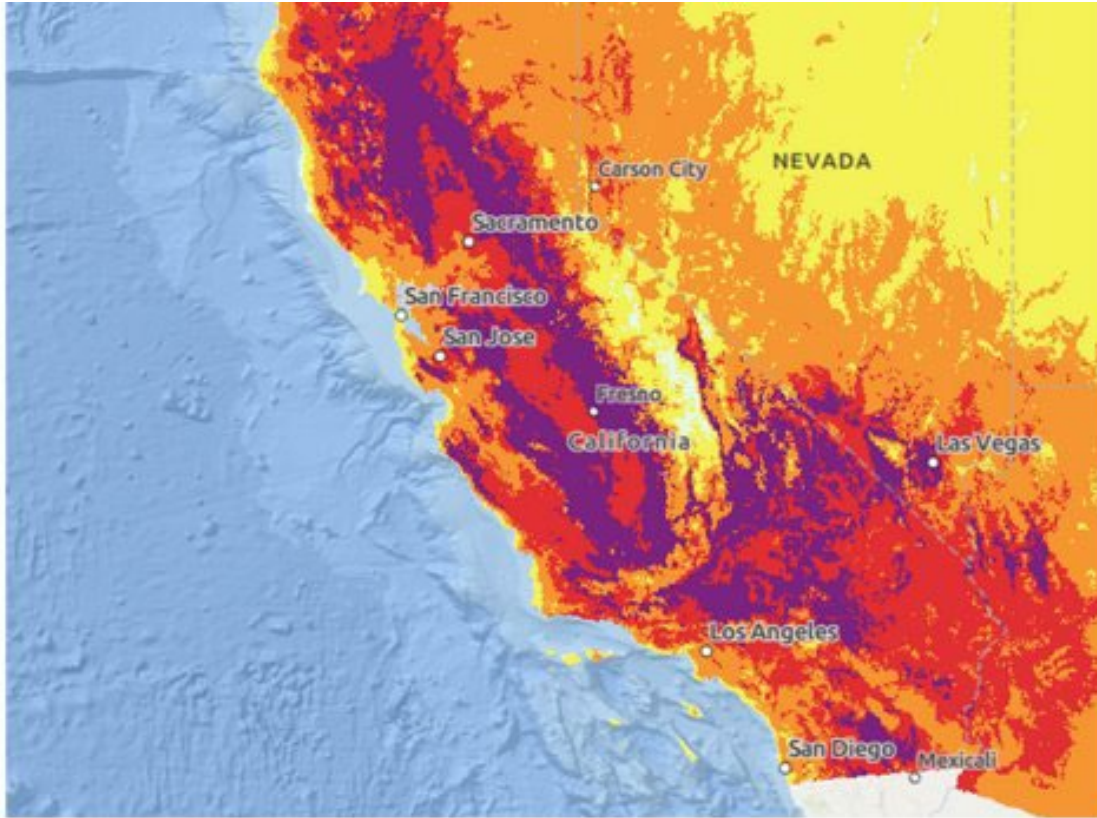 NEVADA
Carson City
Sacramento
San Francisco
San Jose
Fresno
California
Las Vegas
Los Angeles
San Diego
Mexicali